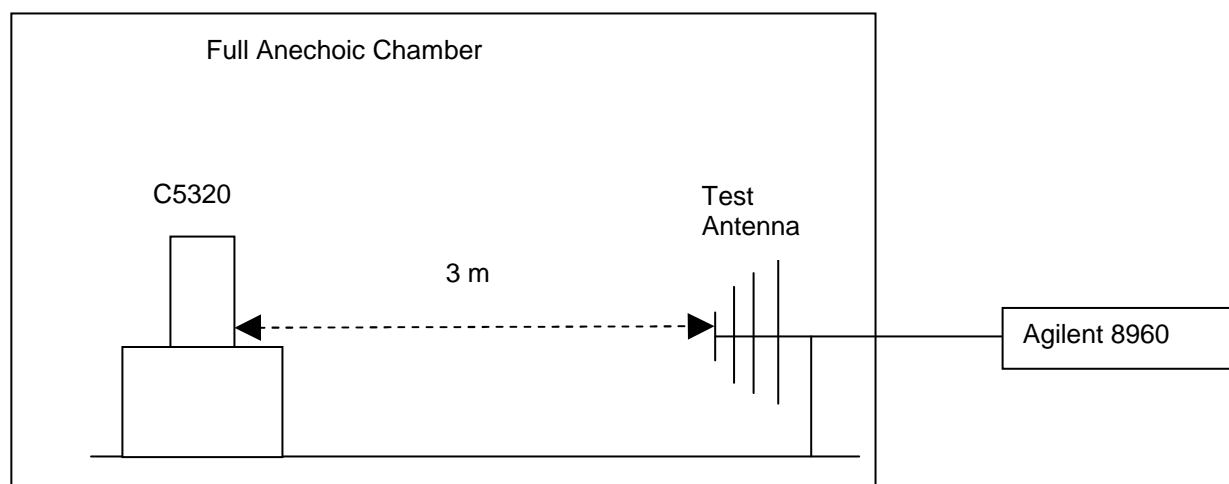 Full Anechoic Chamber
C5320
Test
Antenna
3 m
Agilent 8960